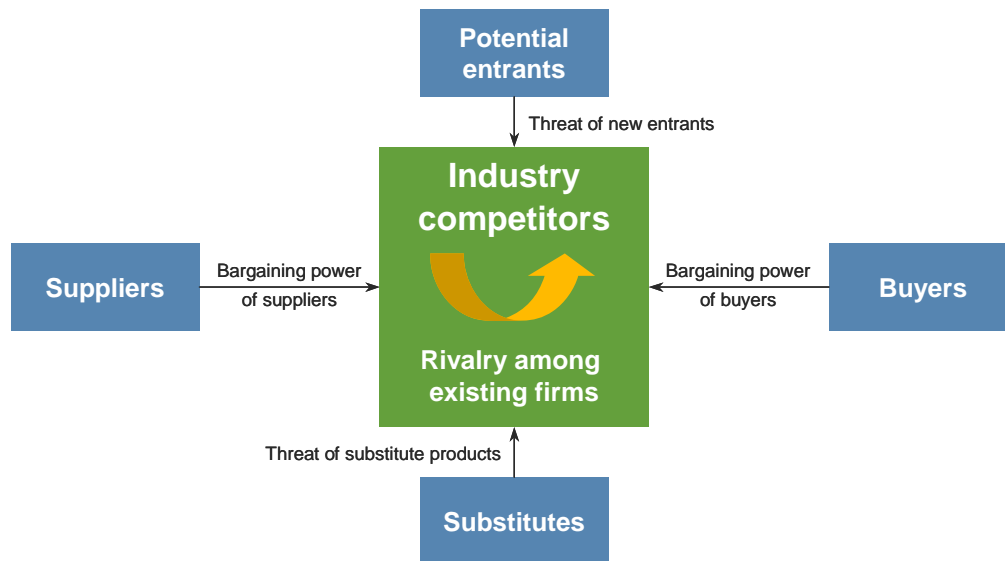 Potential
entrants
Threat of new entrants
Industry
competitors
Suppliers
Bargaining power
of suppliers
Bargaining power
of buyers
Buyers
Rivalry among
existing firms
Threat of substitute products
Substitutes